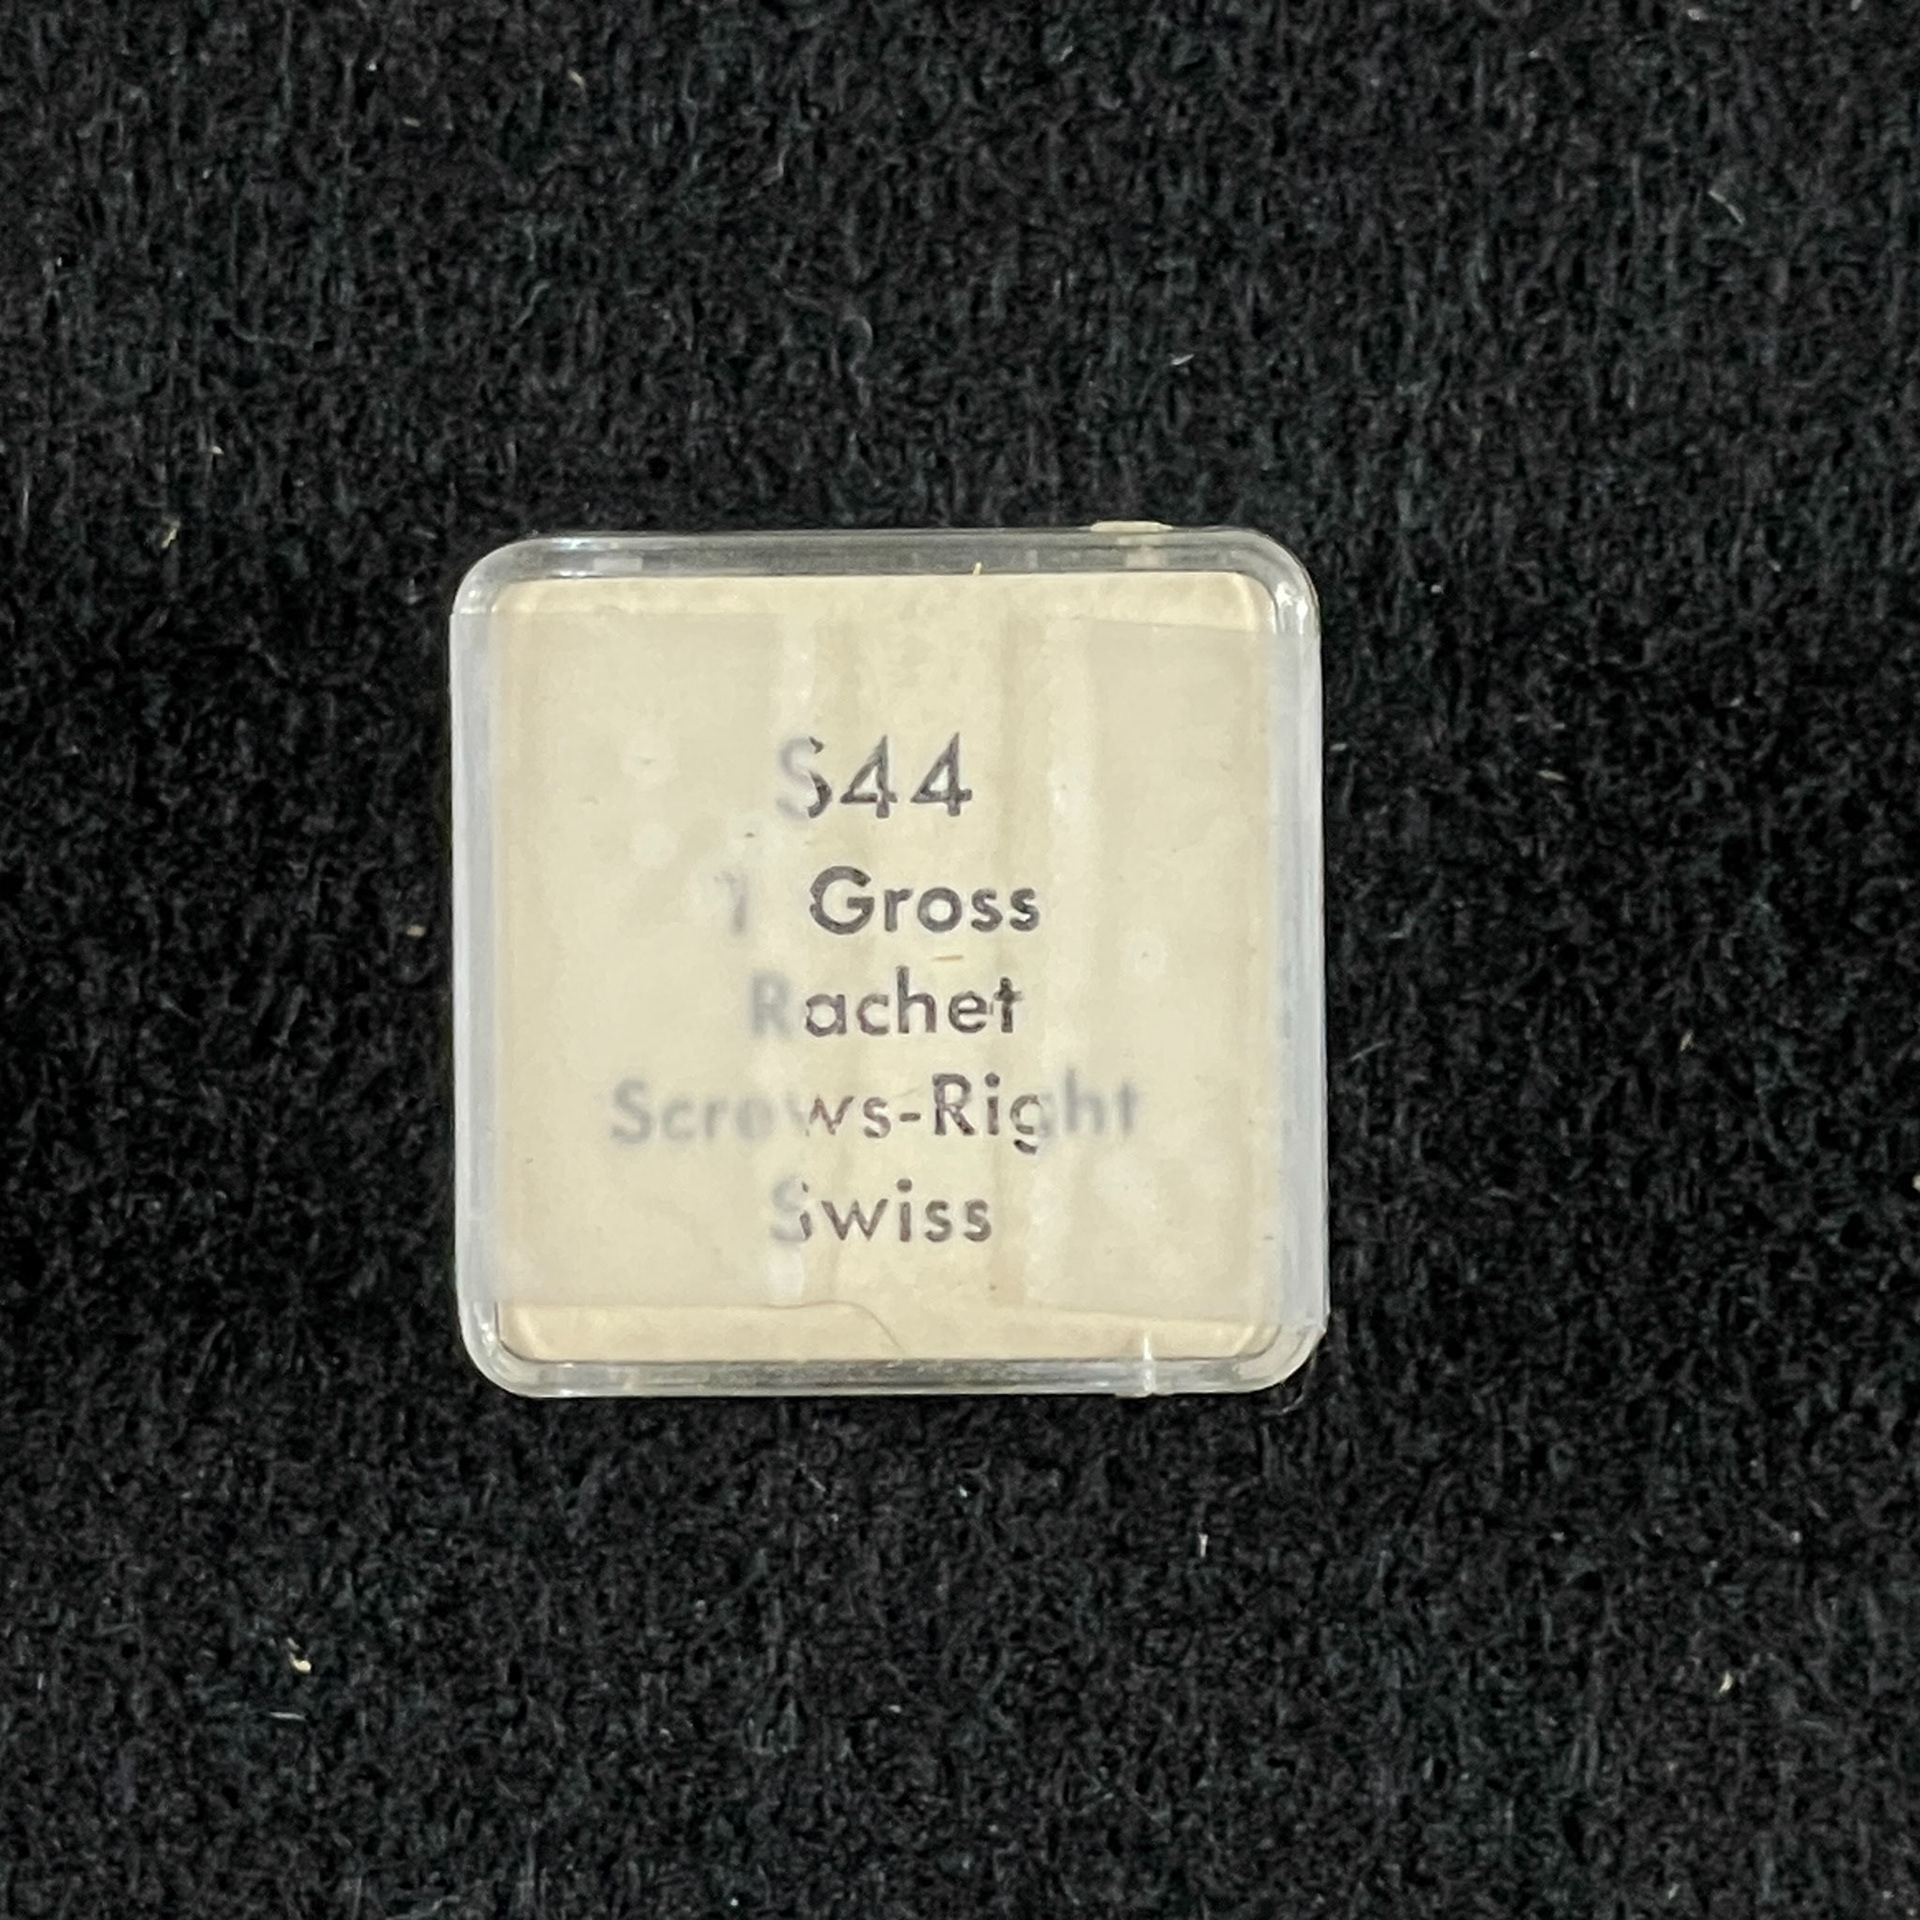 S44
1 Gross
Rachet
Screws-Right
Swiss